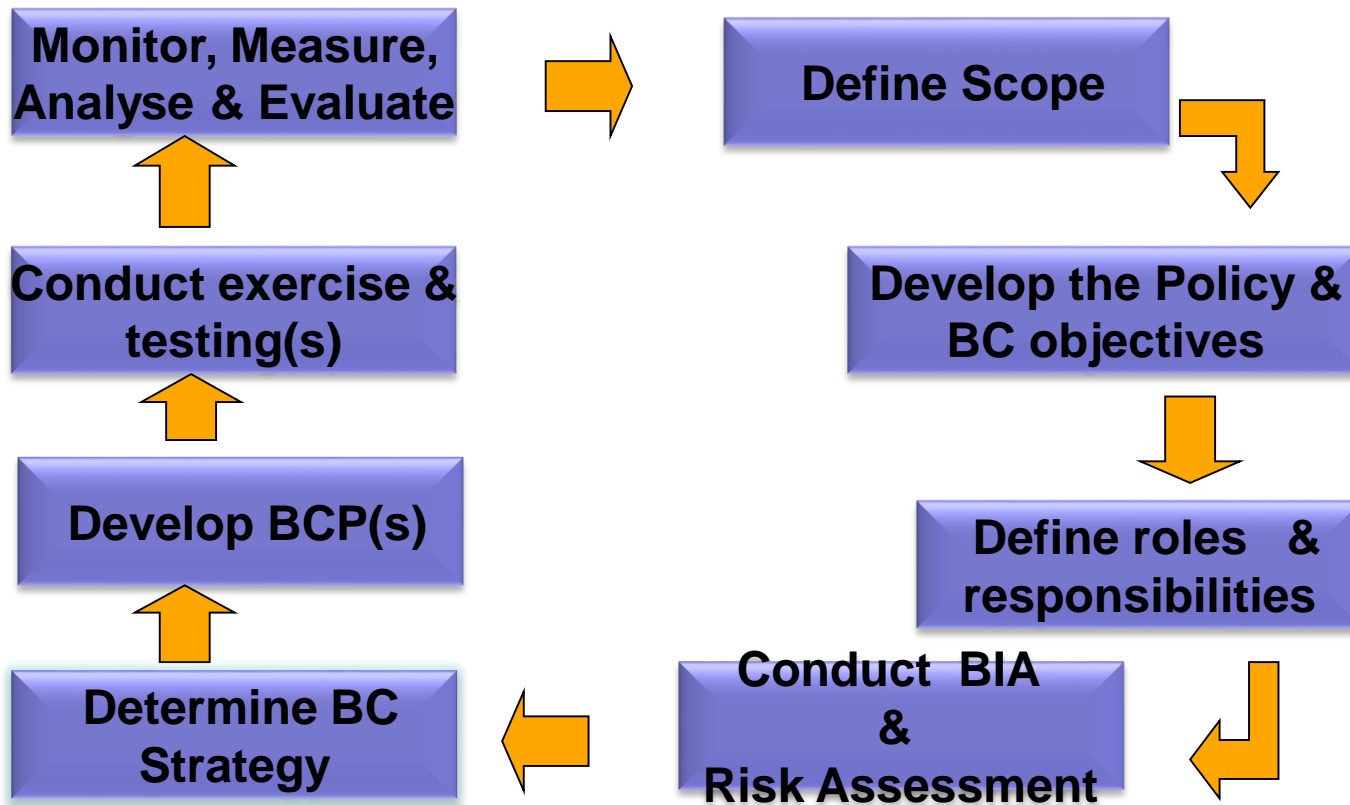 Monitor, Measure,
Analyse & Evaluate
Define Scope
Conduct exercise &
testing(s)
Develop the Policy &
BC objectives
Develop BCP(s)
Define roles & 
responsibilities
Determine BC
Strategy
Conduct BIA
&
Risk Assessment